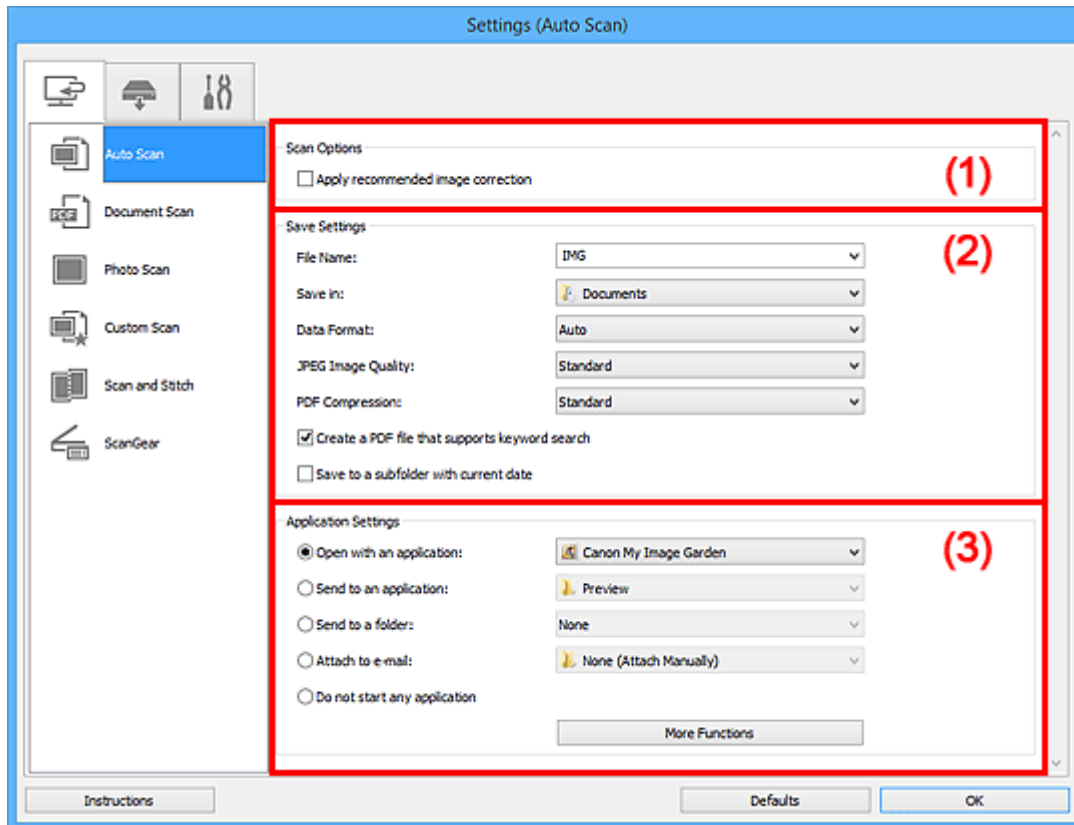 Settings (Auto Scan)
Auto Scan
Document Scan
Photo Scan
Custom Scan
Scan and Stitch
ScanGear
Scan Options
Apply recommended image correction
(1)
Save Settings
(2)
File Name: IMG
Save in: Documents
Data Format: Auto
JPEG Image Quality: Standard
PDF Compression: Standard
Create a PDF file that supports keyword search
Save to a subfolder with current date
Application Settings
(3)
Open with an application: Canon My Image Garden
Send to an application: Preview
Send to a folder: None
Attach to e-mail: None (Attach Manually)
Do not start any application
More Functions
Instructions Defaults OK